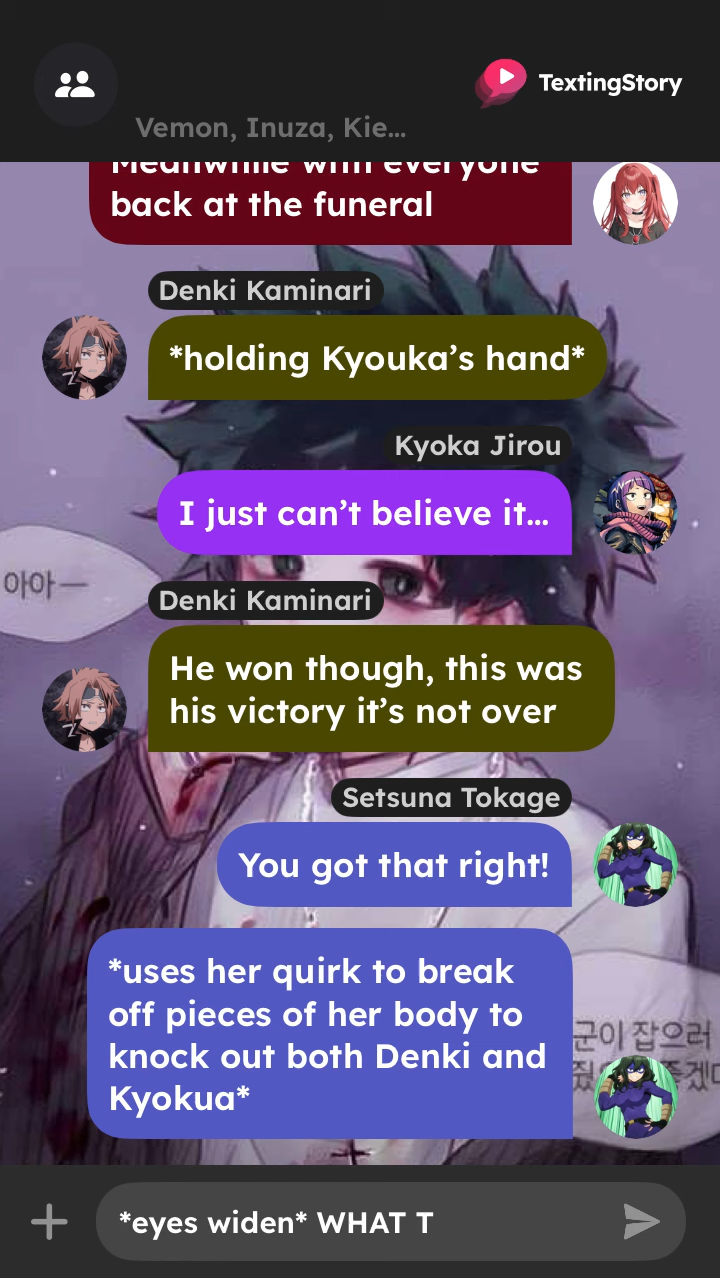 TextingStory
Vemon, Inuza, Kie...
Meanwhile with everyone
back at the funeral
Denki Kaminari
*holding Kyouka’s hand*
Kyoka Jirou
I just can’t believe it...
아아—
Denki Kaminari
He won though, this was
his victory it’s not over
Setsuna Tokage
You got that right!
*uses her quirk to break
off pieces of her body to
knock out both Denki and
Kyokua*
군이 잡으러
*eyes widen* WHAT T